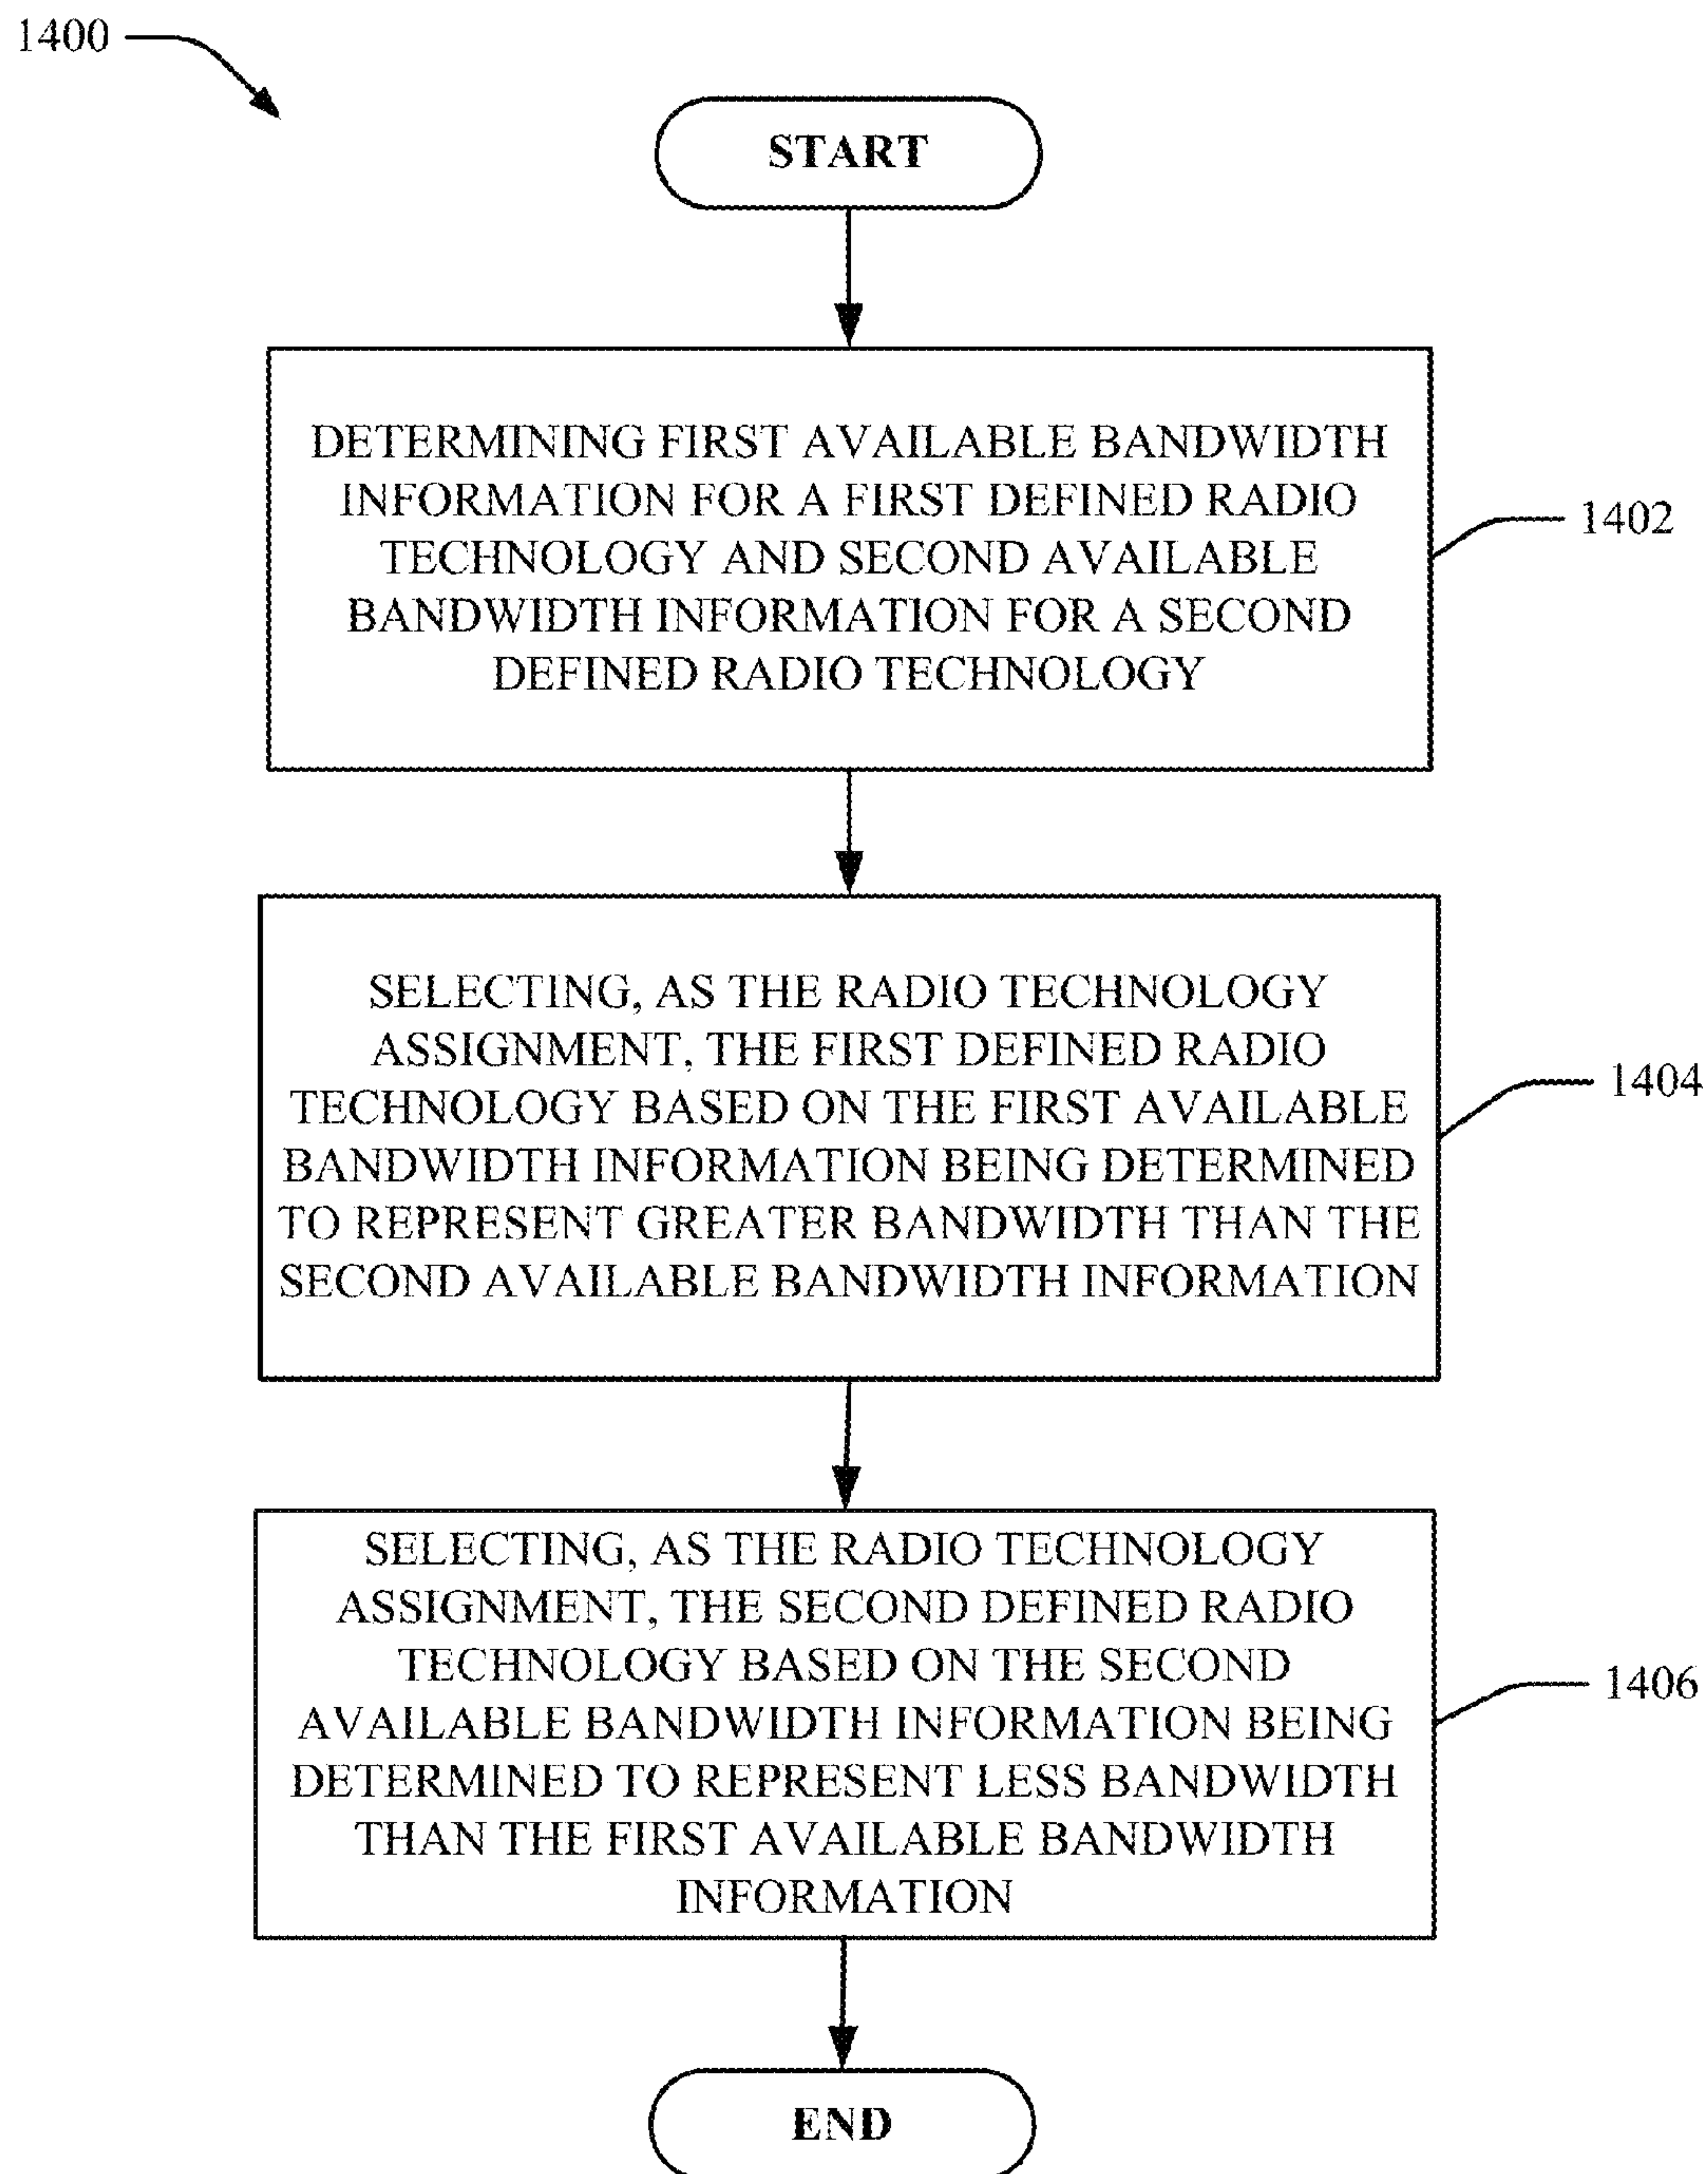 1400
START
DETERMINING FIRST AVAILABLE BANDWIDTH
INFORMATION FOR A FIRST DEFINED RADIO
TECHNOLOGY AND SECOND AVAILABLE
BANDWIDTH INFORMATION FOR A SECOND
DEFINED RADIO TECHNOLOGY
1402
SELECTING, AS THE RADIO TECHNOLOGY
ASSIGNMENT, THE FIRST DEFINED RADIO
TECHNOLOGY BASED ON THE FIRST AVAILABLE
BANDWIDTH INFORMATION BEING DETERMINED
TO REPRESENT GREATER BANDWIDTH THAN THE
SECOND AVAILABLE BANDWIDTH INFORMATION
1404
SELECTING, AS THE RADIO TECHNOLOGY
ASSIGNMENT, THE SECOND DEFINED RADIO
TECHNOLOGY BASED ON THE SECOND
AVAILABLE BANDWIDTH INFORMATION BEING
DETERMINED TO REPRESENT LESS BANDWIDTH
THAN THE FIRST AVAILABLE BANDWIDTH
INFORMATION
1406
END